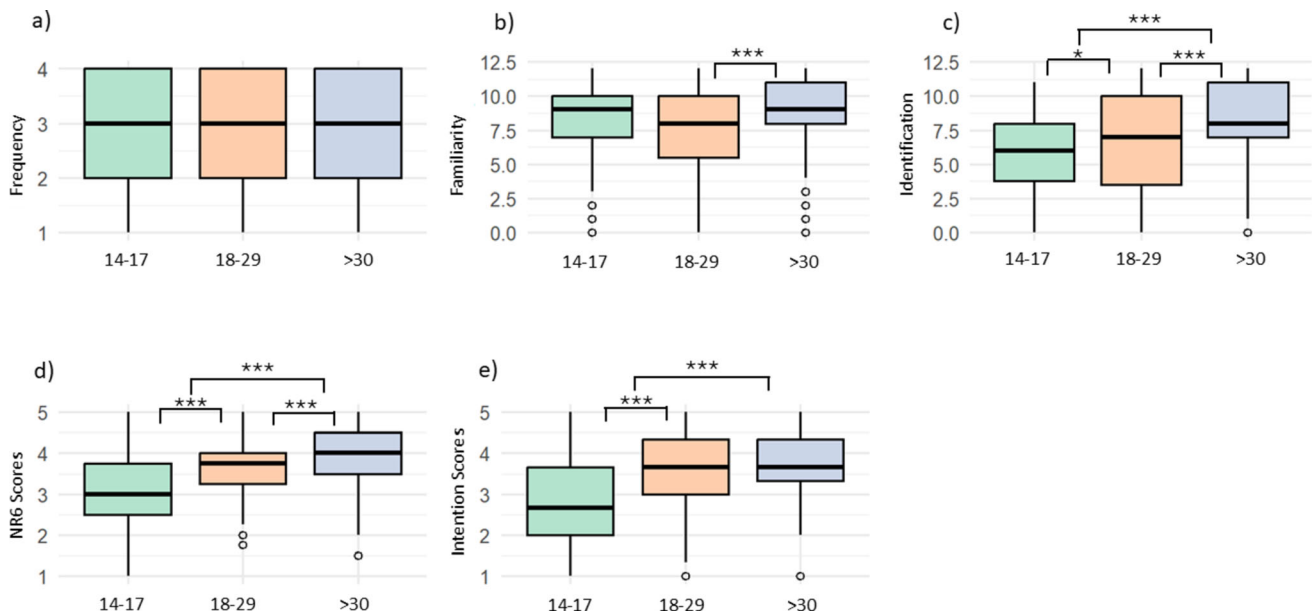 a)
Frequency
4
3
2
1
14-17 18-29 >30
b)
***
Familiarity
12.5
10.0
7.5
5.0
2.5
0.0
14-17 18-29 >30
c)
***
* ***
Identification
12.5
10.0
7.5
5.0
2.5
0.0
14-17 18-29 >30
d)
***
*** ***
NR6 Scores
5
4
3
2
1
14-17 18-29 >30
e)
***
***
Intention Scores
5
4
3
2
1
14-17 18-29 >30